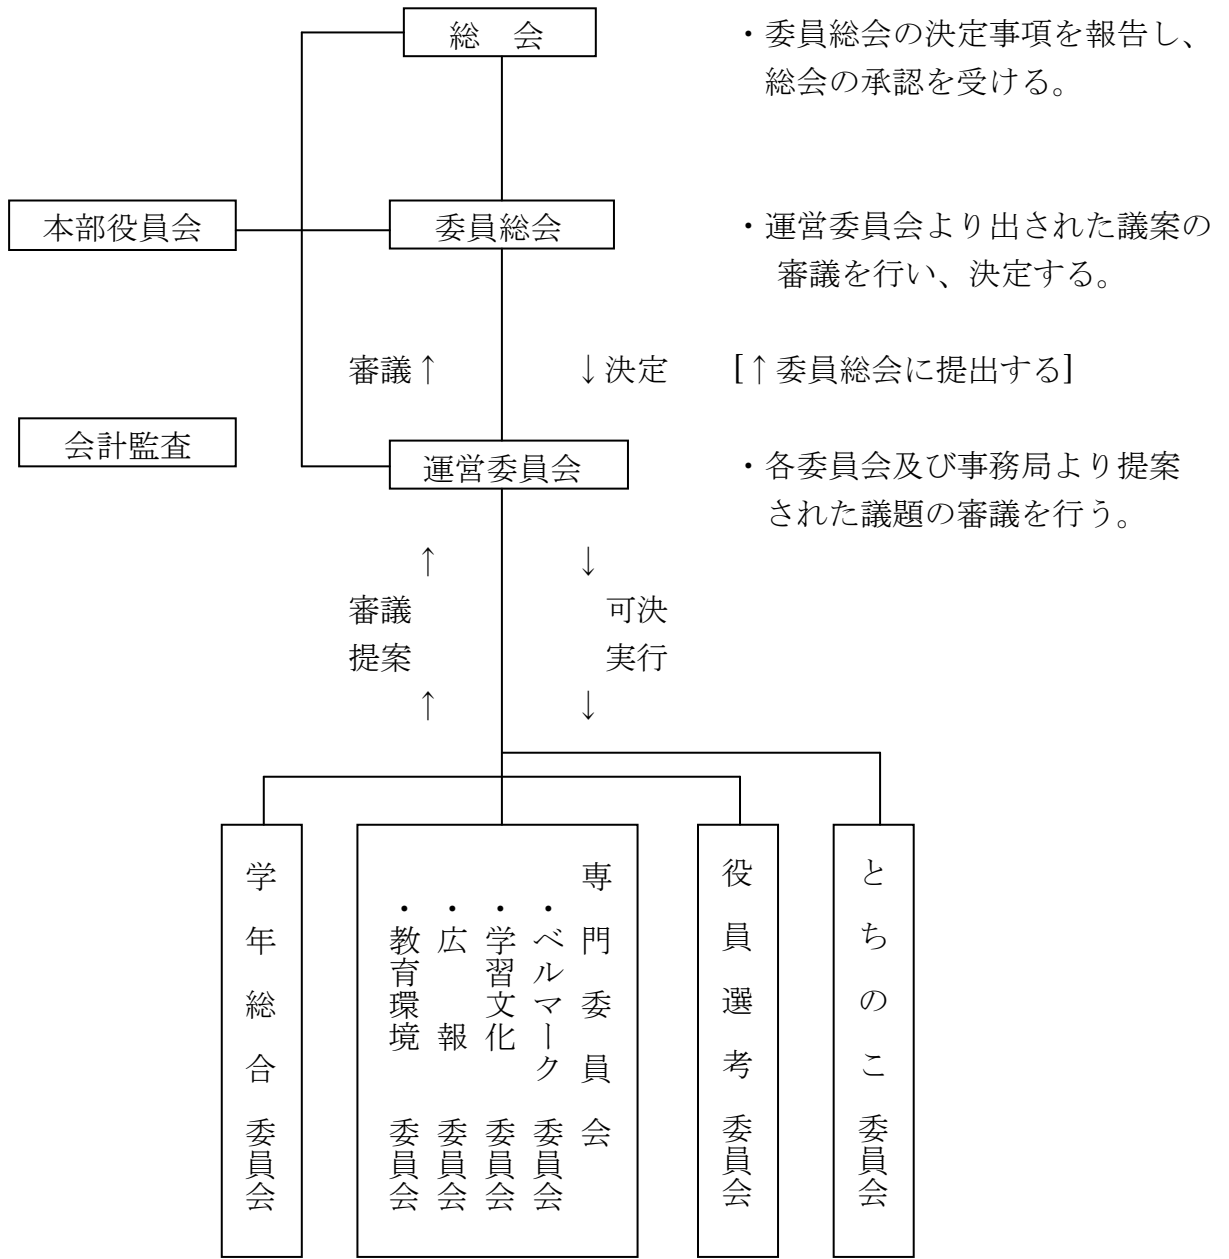 総　会
・委員総会の決定事項を報告し、
総会の承認を受ける。
本部役員会
委員総会
・運営委員会より出された議案の
審議を行い、決定する。
審議↑
↓決定
[↑委員総会に提出する]
会計監査
運営委員会
・各委員会及び事務局より提案
された議題の審議を行う。
↑
↓
審議
可決
提案
実行
↑
↓
学年総合委員会
専門委員会
・ベルマーク委員会
・学習文化委員会
・広報委員会
・教育環境委員会
役員選考委員会
とちのこ委員会